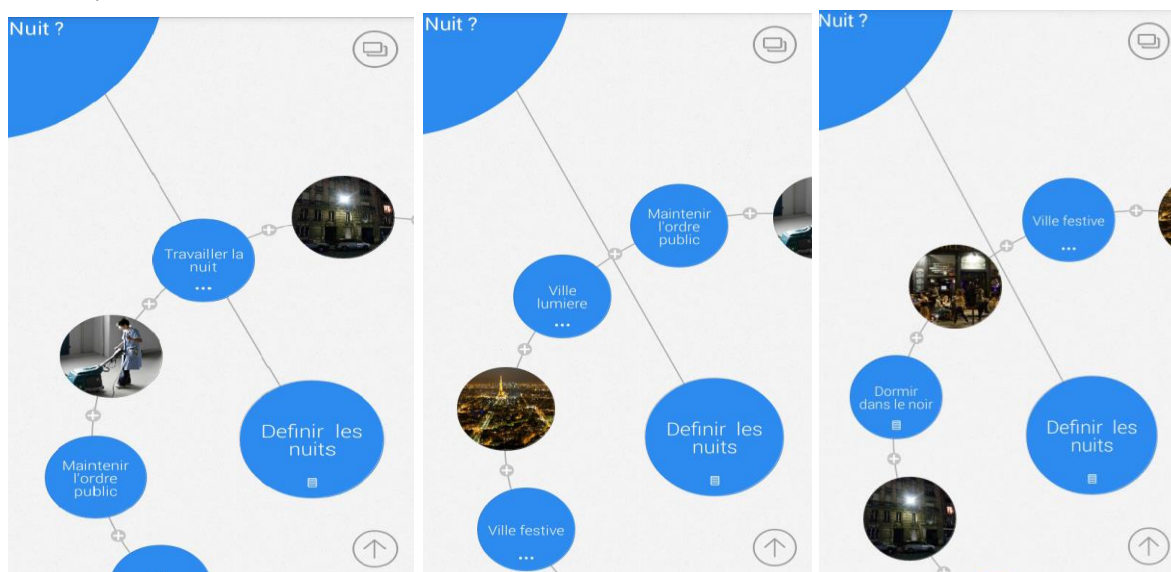 Nuit ?
Travailler la
nuit
...
Maintenir
l'ordre
public
Definir les
nuits
Nuit ?
Maintenir
l'ordre
public
Ville
lumiere
...
Ville festive
...
Definir les
nuits
Nuit ?
Ville festive
...
Dormir
dans le noir
Definir les
nuits